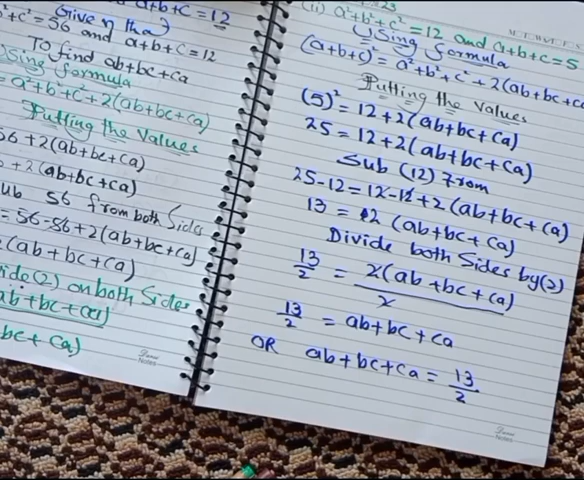 a+b+c=12
Given that
²+c²=56 and a+b+c=12
To find ab+bc+ca
Using formula
= a²+b²+c²+2(ab+bc+ca)
Putting the Values
56+2(ab+bc+ca)
+2(ab+bc+ca)
ub 56 from both Sides
=56-56+2(ab+bc+ca)
(ab+bc+ca)
ide(2) on both Sides
ab+bc+ca)
bc+ca)
Notes
(ii) a²+b²+c²=12 and a+b+c=5
Using formula
(a+b+c)²=a²+b²+c²+2(ab+bc+ca
Putting the Values
(5)²=12+2(ab+bc+ca)
25=12+2(ab+bc+ca)
Sub (12) from
25-12=12-12+2(ab+bc+ca)
13=2(ab+bc+ca)
Divide both Sides by(2)
13/2=2(ab+bc+ca)/2
13/2=ab+bc+ca
OR ab+bc+ca=13/2
Notes